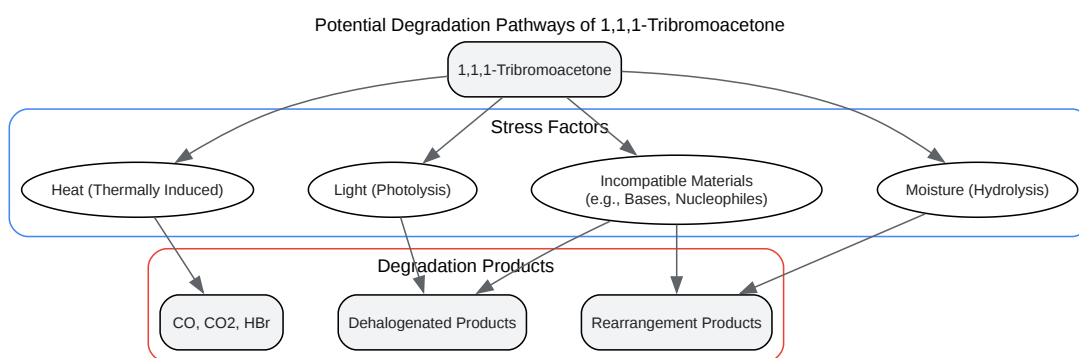 Potential Degradation Pathways of 1,1,1-Tribromoacetone
1,1,1-Tribromoacetone
Stress Factors
Heat (Thermally Induced)
Light (Photolysis)
Incompatible Materials
(e.g., Bases, Nucleophiles)
Moisture (Hydrolysis)
Degradation Products
CO, CO2, HBr
Dehalogenated Products
Rearrangement Products